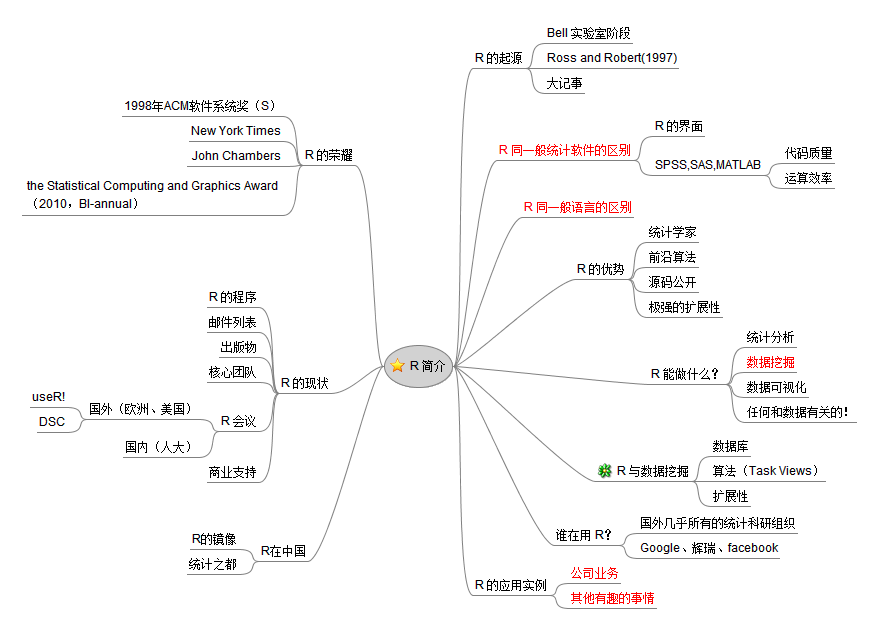 R 简介
R 的起源
Bell 实验室阶段
Ross and Robert(1997)
大记事
R 同一般统计软件的区别
R 的界面
SPSS,SAS,MATLAB
代码质量
运算效率
R 同一般语言的区别
R 的优势
统计学家
前沿算法
源码公开
极强的扩展性
R 能做什么?
统计分析
数据挖掘
数据可视化
任何和数据有关的!
R 与数据挖掘
数据库
算法(Task Views)
扩展性
谁在用 R?
国外几乎所有的统计科研组织
Google、辉瑞、facebook
R 的应用实例
公司业务
其他有趣的事情
R 的荣耀
1998年ACM软件系统奖(S)
New York Times
John Chambers
the Statistical Computing and Graphics Award
(2010,BI-annual)
R 的现状
R 的程序
邮件列表
出版物
核心团队
R 会议
国外(欧洲、美国)
useR!
DSC
国内(人大)
商业支持
R在中国
R的镜像
统计之都